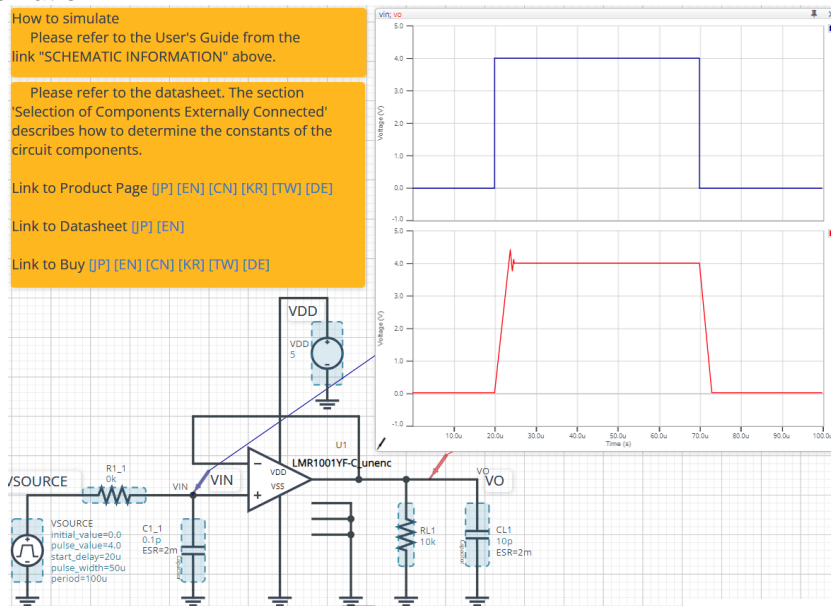 How to simulate
Please refer to the User's Guide from the
link "SCHEMATIC INFORMATION" above.
Please refer to the datasheet. The section
'Selection of Components Externally Connected'
describes how to determine the constants of the
circuit components.
Link to Product Page [JP] [EN] [CN] [KR] [TW] [DE]
Link to Datasheet [JP] [EN]
Link to Buy [JP] [EN] [CN] [KR] [TW] [DE]
vin; vo
5.0
4.0
3.0
2.0
1.0
0.0
-1.0
Voltage (V)
5.0
4.0
3.0
2.0
1.0
0.0
-1.0
Voltage (V)
10.0u 20.0u 30.0u 40.0u 50.0u 60.0u 70.0u 80.0u 90.0u 100.0u
Time (s)
VDD
VDD
5
U1
LMR1001YF-C_unenc
VDD
VSS
R1_1
0k
VSOURCE
VIN
VIN
VO
VO
VSOURCE
initial_value=0.0
pulse_value=4.0
start_delay=20u
pulse_width=50u
period=100u
C1_1
0.1p
ESR=2m
RL1
10k
CL1
10p
ESR=2m